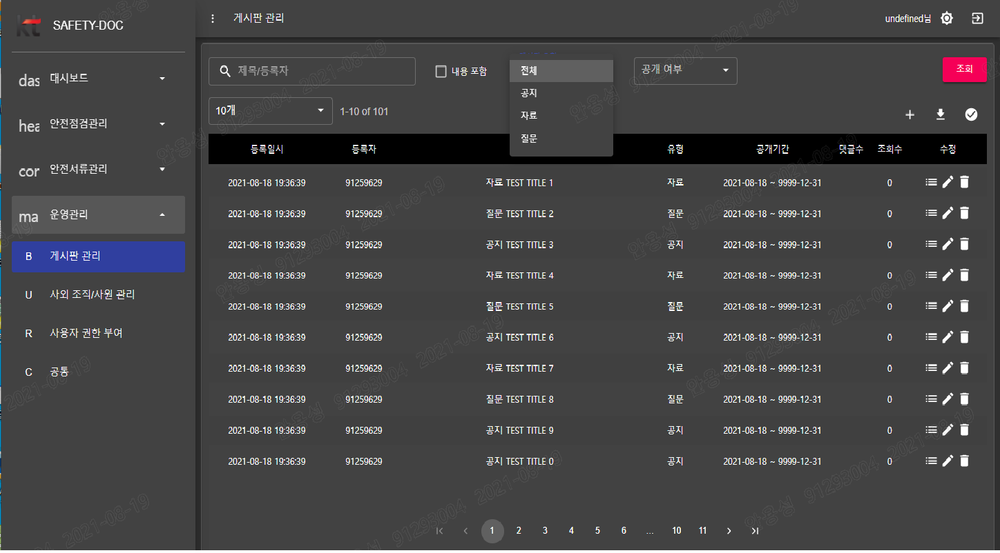 kt SAFETY-DOC
das 대시보드
hea 안전점검관리
cor 안전서류관리
ma 운영관리
B 게시판 관리
U 사외 조직/사원 관리
R 사용자 권한 부여
C 공통
게시판 관리
undefined님
제목/등록자
내용 포함
전체
공지
자료
질문
공개 여부
조회
10개
1-10 of 101
등록일시 등록자 유형 공개기간 댓글수 조회수 수정
2021-08-18 19:36:39 91259629 자료 TEST TITLE 1 자료 2021-08-18 ~ 9999-12-31 0
2021-08-18 19:36:39 91259629 질문 TEST TITLE 2 질문 2021-08-18 ~ 9999-12-31 0
2021-08-18 19:36:39 91259629 공지 TEST TITLE 3 공지 2021-08-18 ~ 9999-12-31 0
2021-08-18 19:36:39 91259629 자료 TEST TITLE 4 자료 2021-08-18 ~ 9999-12-31 0
2021-08-18 19:36:39 91259629 질문 TEST TITLE 5 질문 2021-08-18 ~ 9999-12-31 0
2021-08-18 19:36:39 91259629 공지 TEST TITLE 6 공지 2021-08-18 ~ 9999-12-31 0
2021-08-18 19:36:39 91259629 자료 TEST TITLE 7 자료 2021-08-18 ~ 9999-12-31 0
2021-08-18 19:36:39 91259629 질문 TEST TITLE 8 질문 2021-08-18 ~ 9999-12-31 0
2021-08-18 19:36:39 91259629 공지 TEST TITLE 9 공지 2021-08-18 ~ 9999-12-31 0
2021-08-18 19:36:39 91259629 공지 TEST TITLE 0 공지 2021-08-18 ~ 9999-12-31 0
1 2 3 4 5 6 ... 10 11
안용성 91293004 2021-08-19